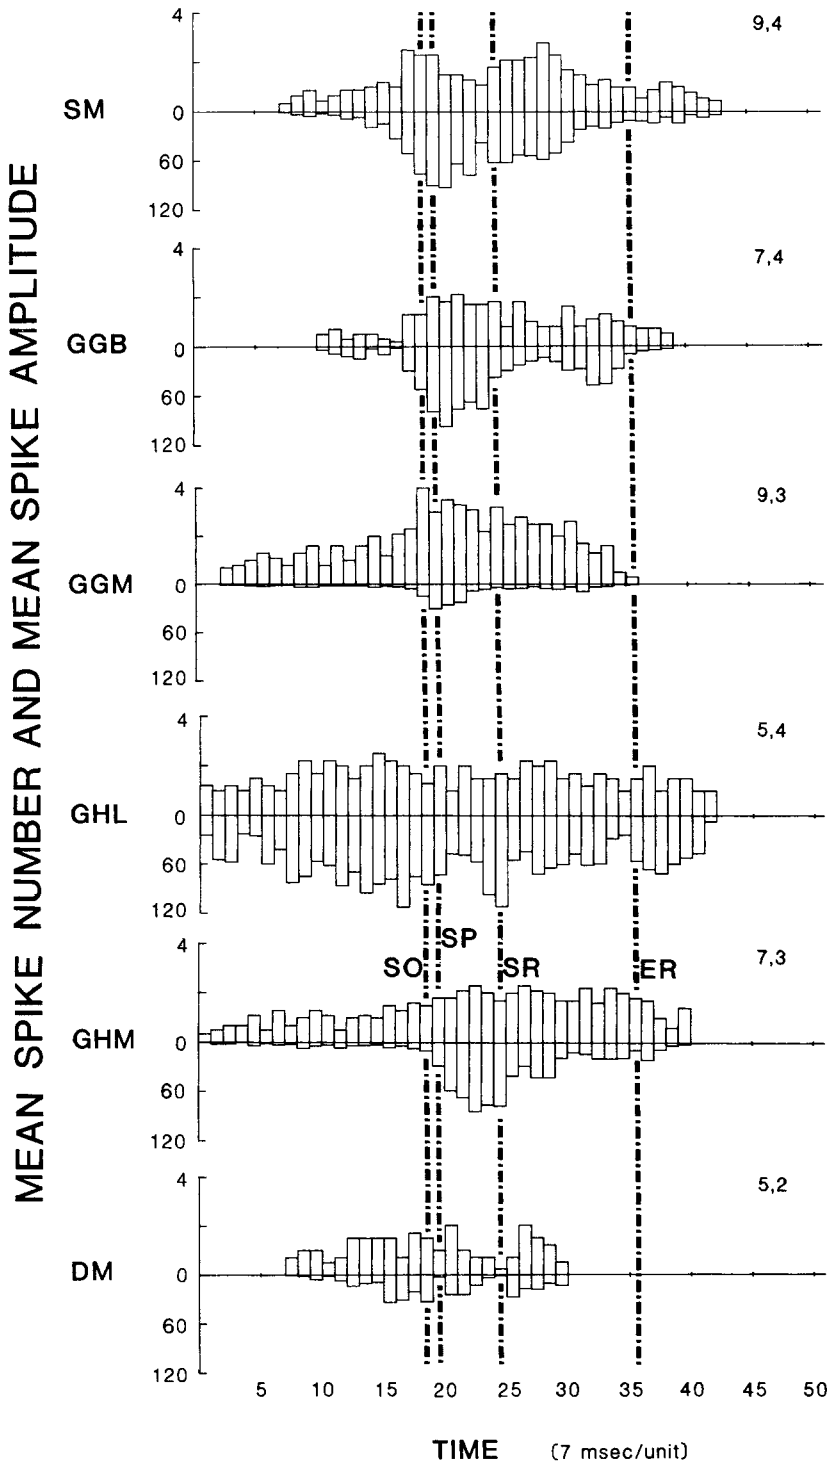 MEAN SPIKE NUMBER AND MEAN SPIKE AMPLITUDE
4
9,4
SM
0
60
120
4
7,4
GGB
0
60
120
4
9,3
GGM
0
60
120
4
5,4
GHL
0
60
120
SP
SO
SR
ER
4
7,3
GHM
0
60
120
4
5,2
DM
0
60
120
5 10 15 20 25 30 35 40 45 50
TIME (7 msec/unit)